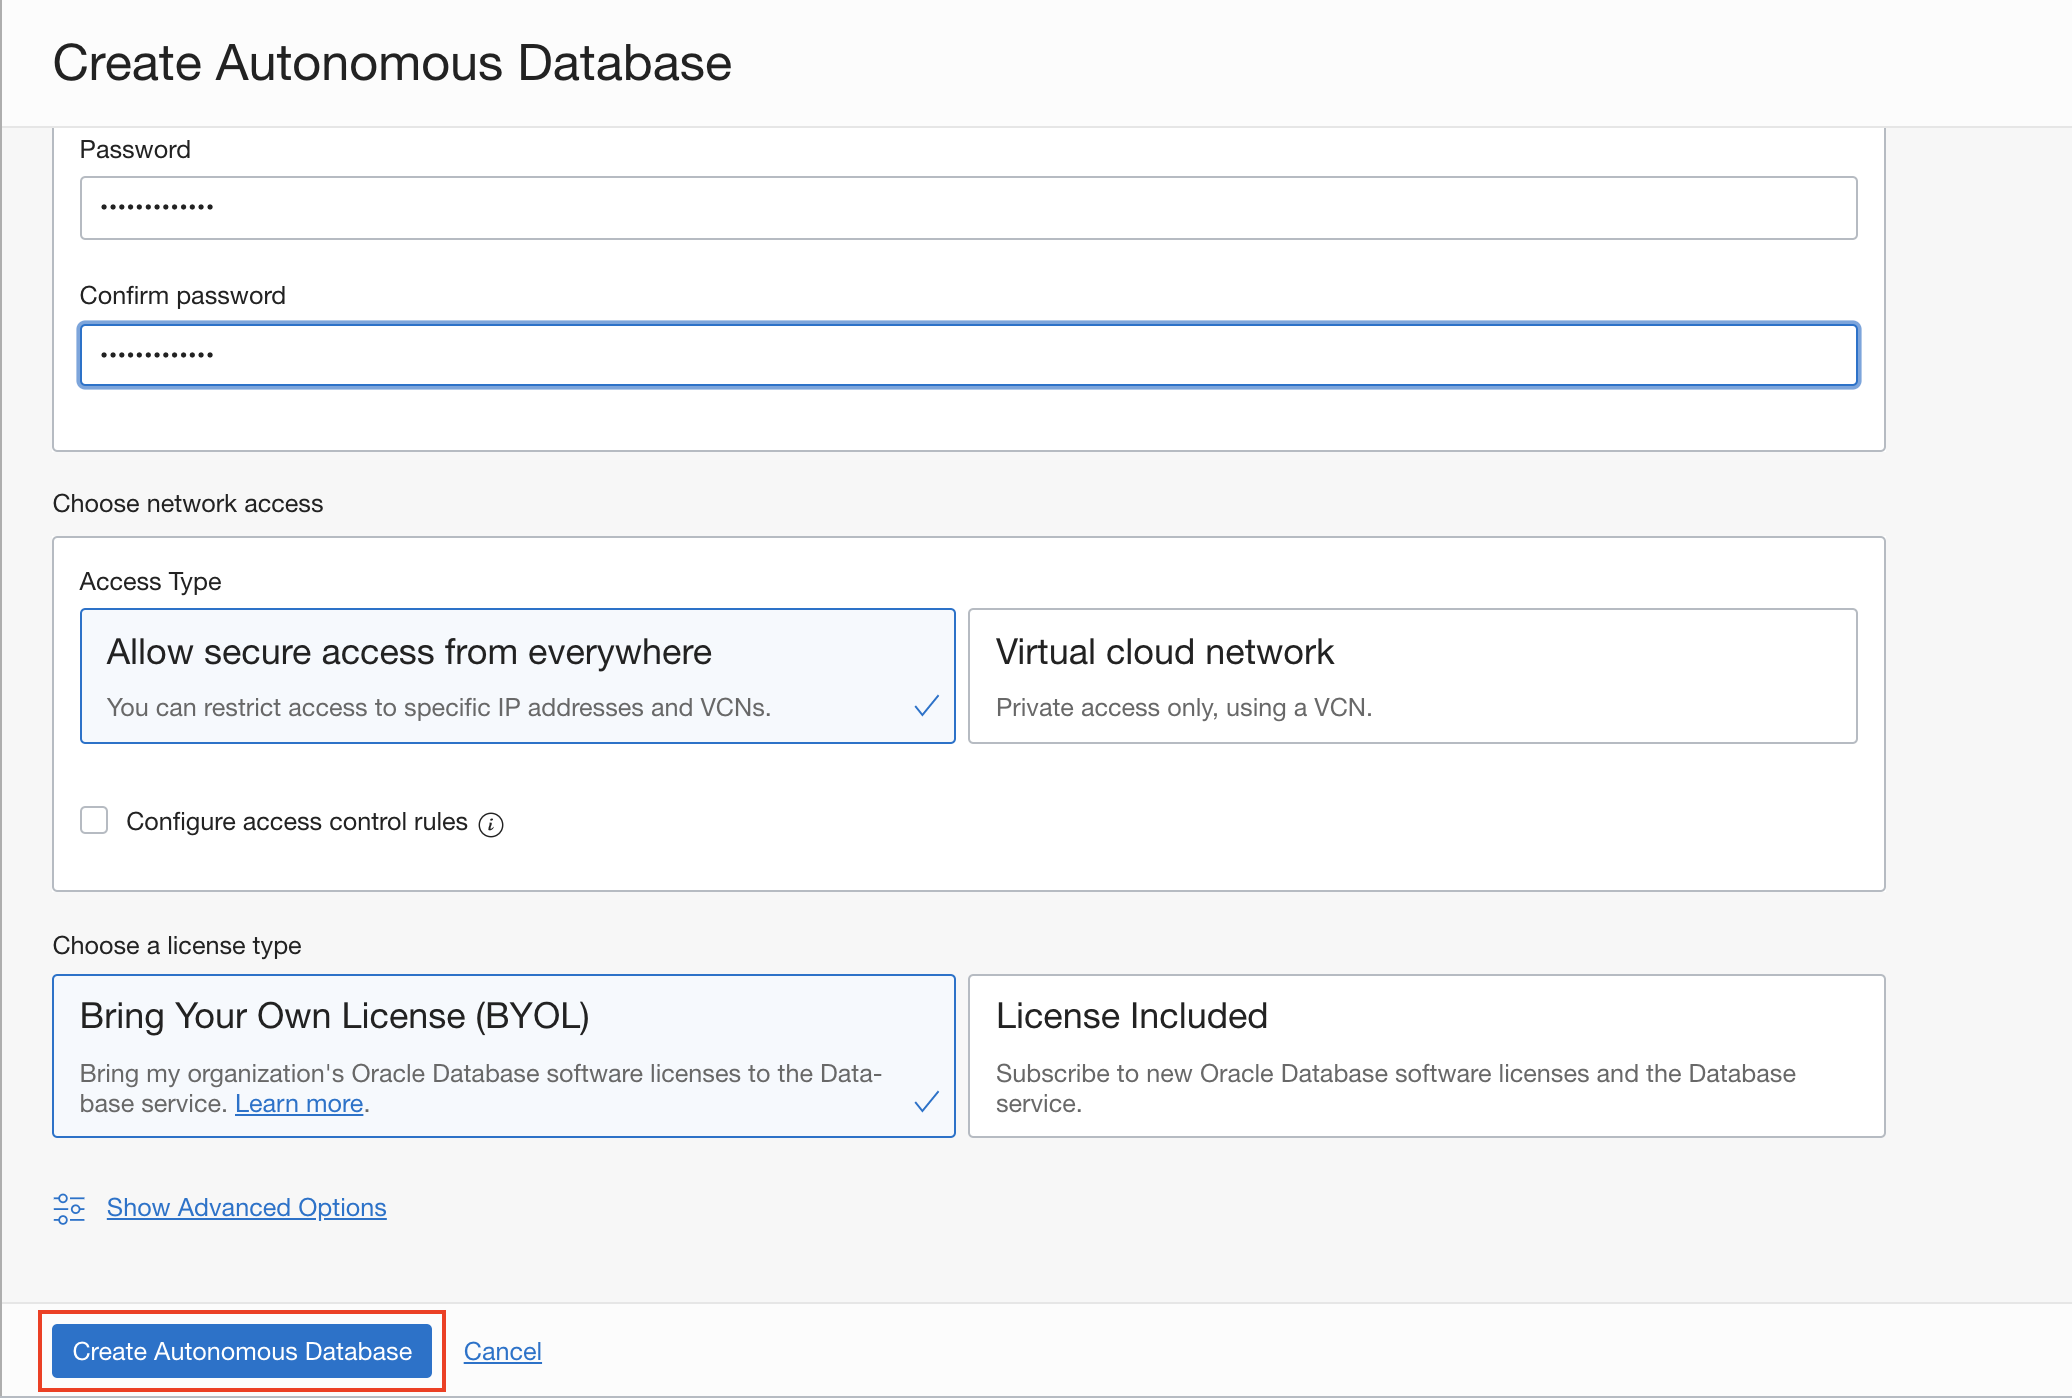 Create Autonomous Database
Password
•••••••••••••
Confirm password
•••••••••••••
Choose network access
Access Type
Allow secure access from everywhere
You can restrict access to specific IP addresses and VCNs.
Virtual cloud network
Private access only, using a VCN.
Configure access control rules
Choose a license type
Bring Your Own License (BYOL)
Bring my organization's Oracle Database software licenses to the Data-
base service. Learn more.
License Included
Subscribe to new Oracle Database software licenses and the Database
service.
Show Advanced Options
Create Autonomous Database
Cancel